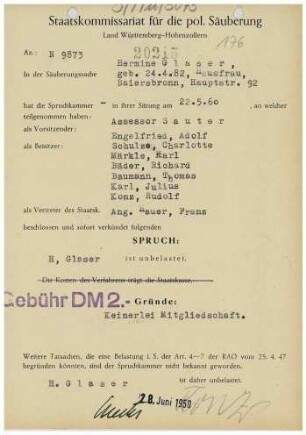 Staatskommissariat für die pol. Säuberung
Land Württemberg-Hohenzollern
176
20215
Az.: N 9873
Hermine Glaser,
In der Säuberungssache geb. 24.4.82, Hausfrau,
Baiersbronn, Hauptstr. 92
hat die Spruchkammer — in ihrer Sitzung am 22.5.60, an welcher
teilgenommen haben: Assessor Sauter
als Vorsitzender: Engelfried, Adolf
als Beisitzer: Schulze, Charlotte
Märkle, Karl
Bäder, Richard
Baumann, Thomas
Karl, Julius
Konz, Rudolf
als Vertreter des Staatsk. Ang. Mauer, Franz
beschlossen und sofort verkündet folgenden
SPRUCH:
H. Glaser ist unbelastet.
Die Kosten des Verfahrens trägt die Staatskasse.
Gebühr DM 2.-
Gründe:
Keinerlei Mitgliedschaft.
Weitere Tatsachen, die eine Belastung i. S. der Art. 4—7 der RAO vom 25. 4. 47
begründen könnten, sind der Spruchkammer nicht bekannt geworden.
H. Glaser ist daher unbelastet.
28. Juni 1950